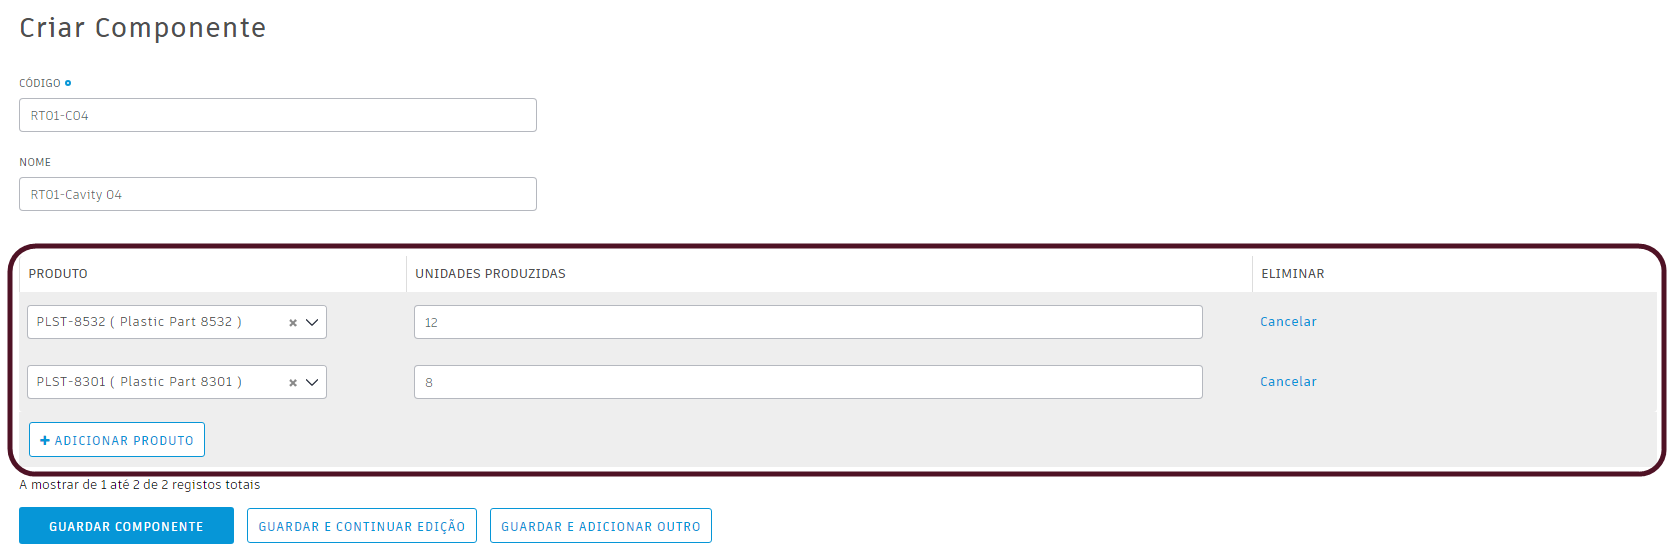 Criar Componente
CÓDIGO
RT01-C04
NOME
RT01-Cavity 04
PRODUTO UNIDADES PRODUZIDAS ELIMINAR
PLST-8532 ( Plastic Part 8532 ) 12 Cancelar
PLST-8301 ( Plastic Part 8301 ) 8 Cancelar
+ ADICIONAR PRODUTO
A mostrar de 1 até 2 de 2 registos totais
GUARDAR COMPONENTE GUARDAR E CONTINUAR EDIÇÃO GUARDAR E ADICIONAR OUTRO